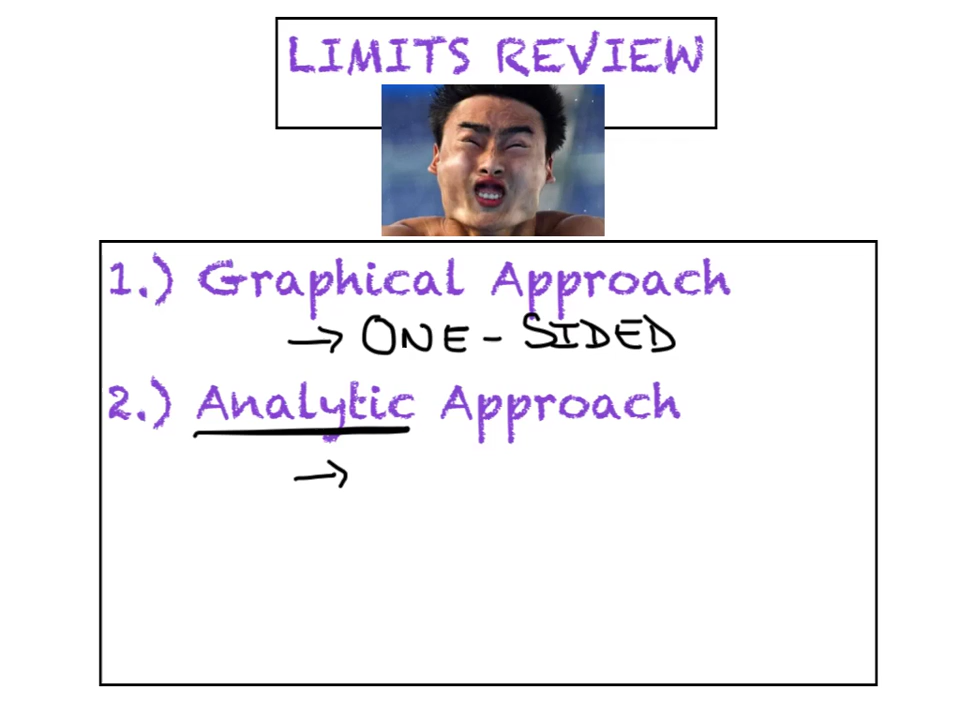 LIMITS REVIEW
1.) Graphical Approach
→ ONE-SIDED
2.) Analytic Approach
→